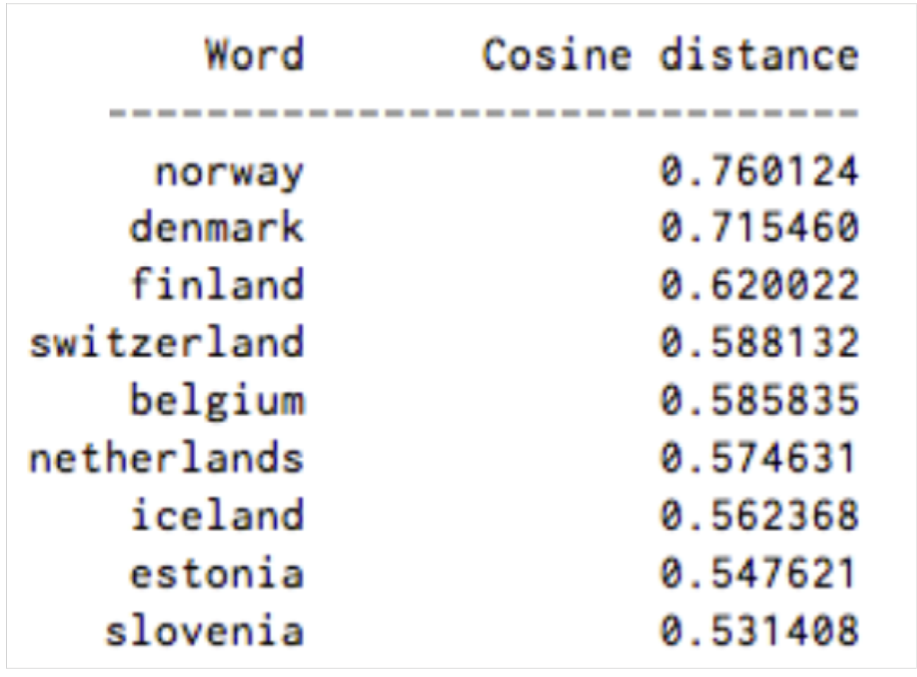 Word Cosine distance
--------------------------------
norway 0.760124
denmark 0.715460
finland 0.620022
switzerland 0.588132
belgium 0.585835
netherlands 0.574631
iceland 0.562368
estonia 0.547621
slovenia 0.531408